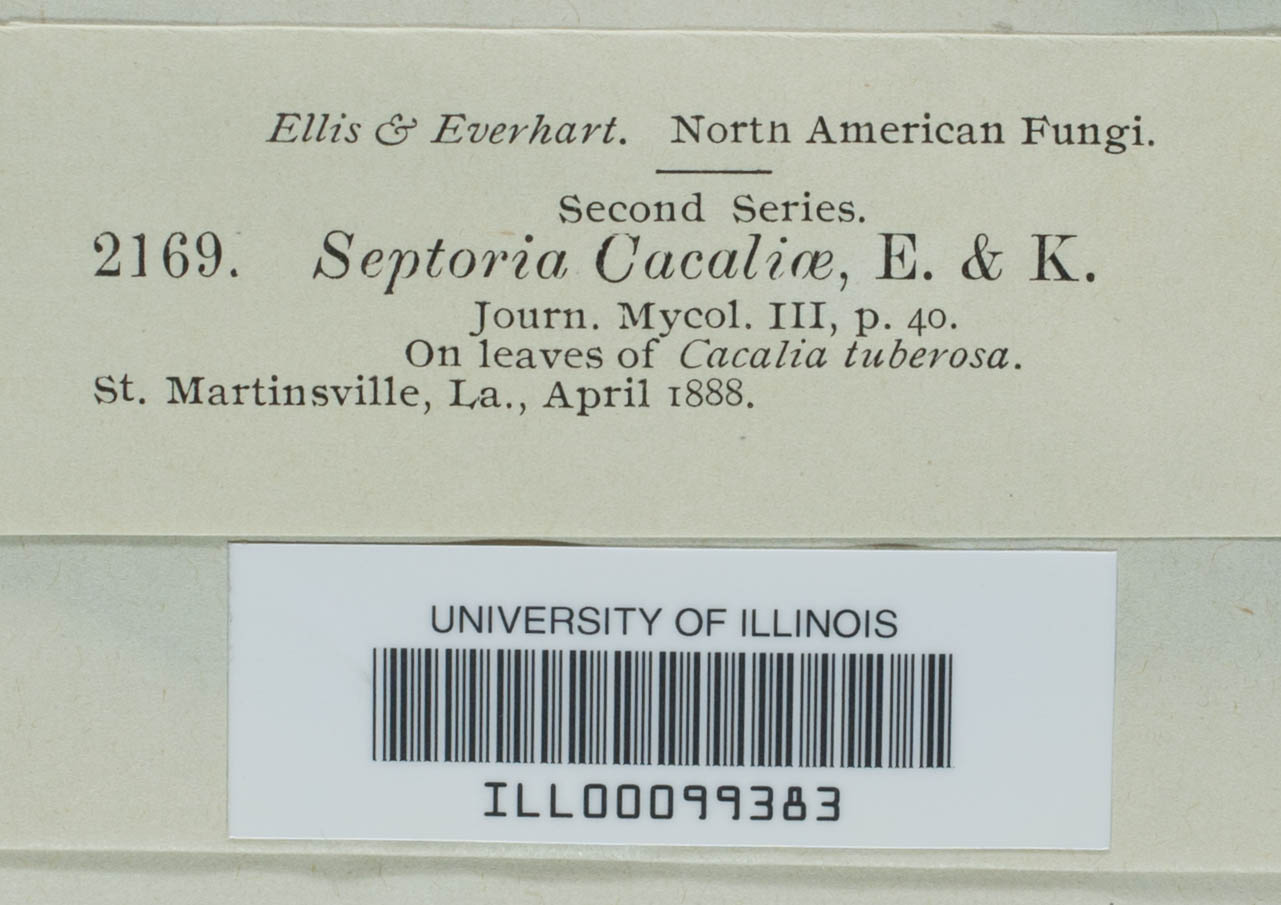 Ellis & Everhart. North American Fungi.
Second Series.
2169. Septoria Cacaliæ, E. & K.
Journ. Mycol. III, p. 40.
On leaves of Cacalia tuberosa.
St. Martinsville, La., April 1888.
UNIVERSITY OF ILLINOIS
ILL00099383